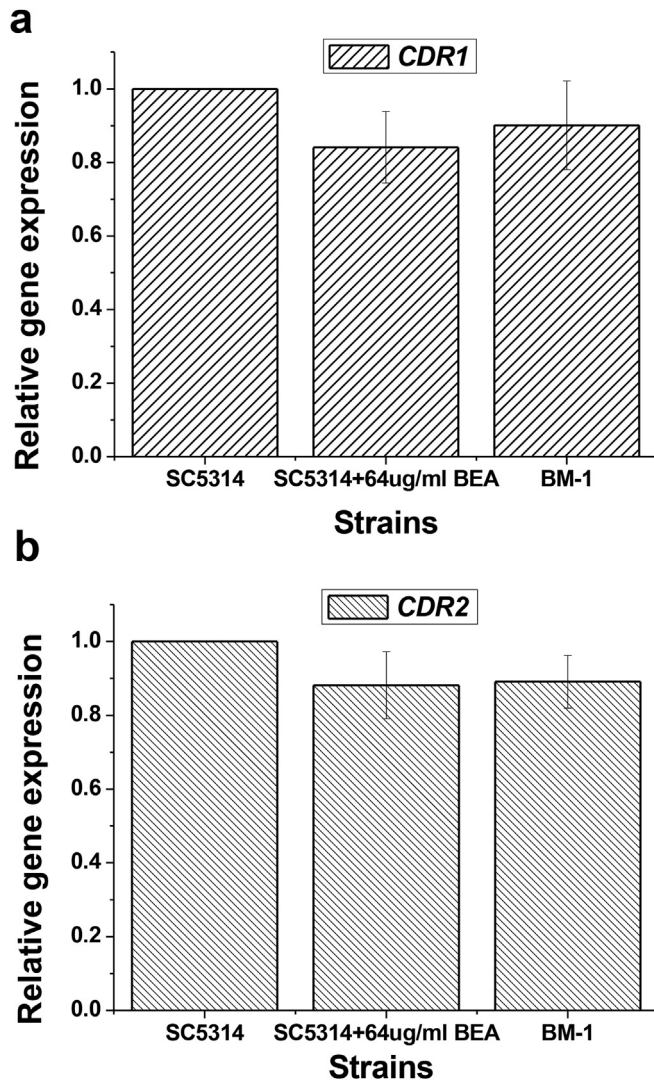 a
CDR1
Relative gene expression
1.0
0.8
0.6
0.4
0.2
0.0
SC5314
SC5314+64ug/ml BEA
BM-1
Strains
b
CDR2
Relative gene expression
1.0
0.8
0.6
0.4
0.2
0.0
SC5314
SC5314+64ug/ml BEA
BM-1
Strains